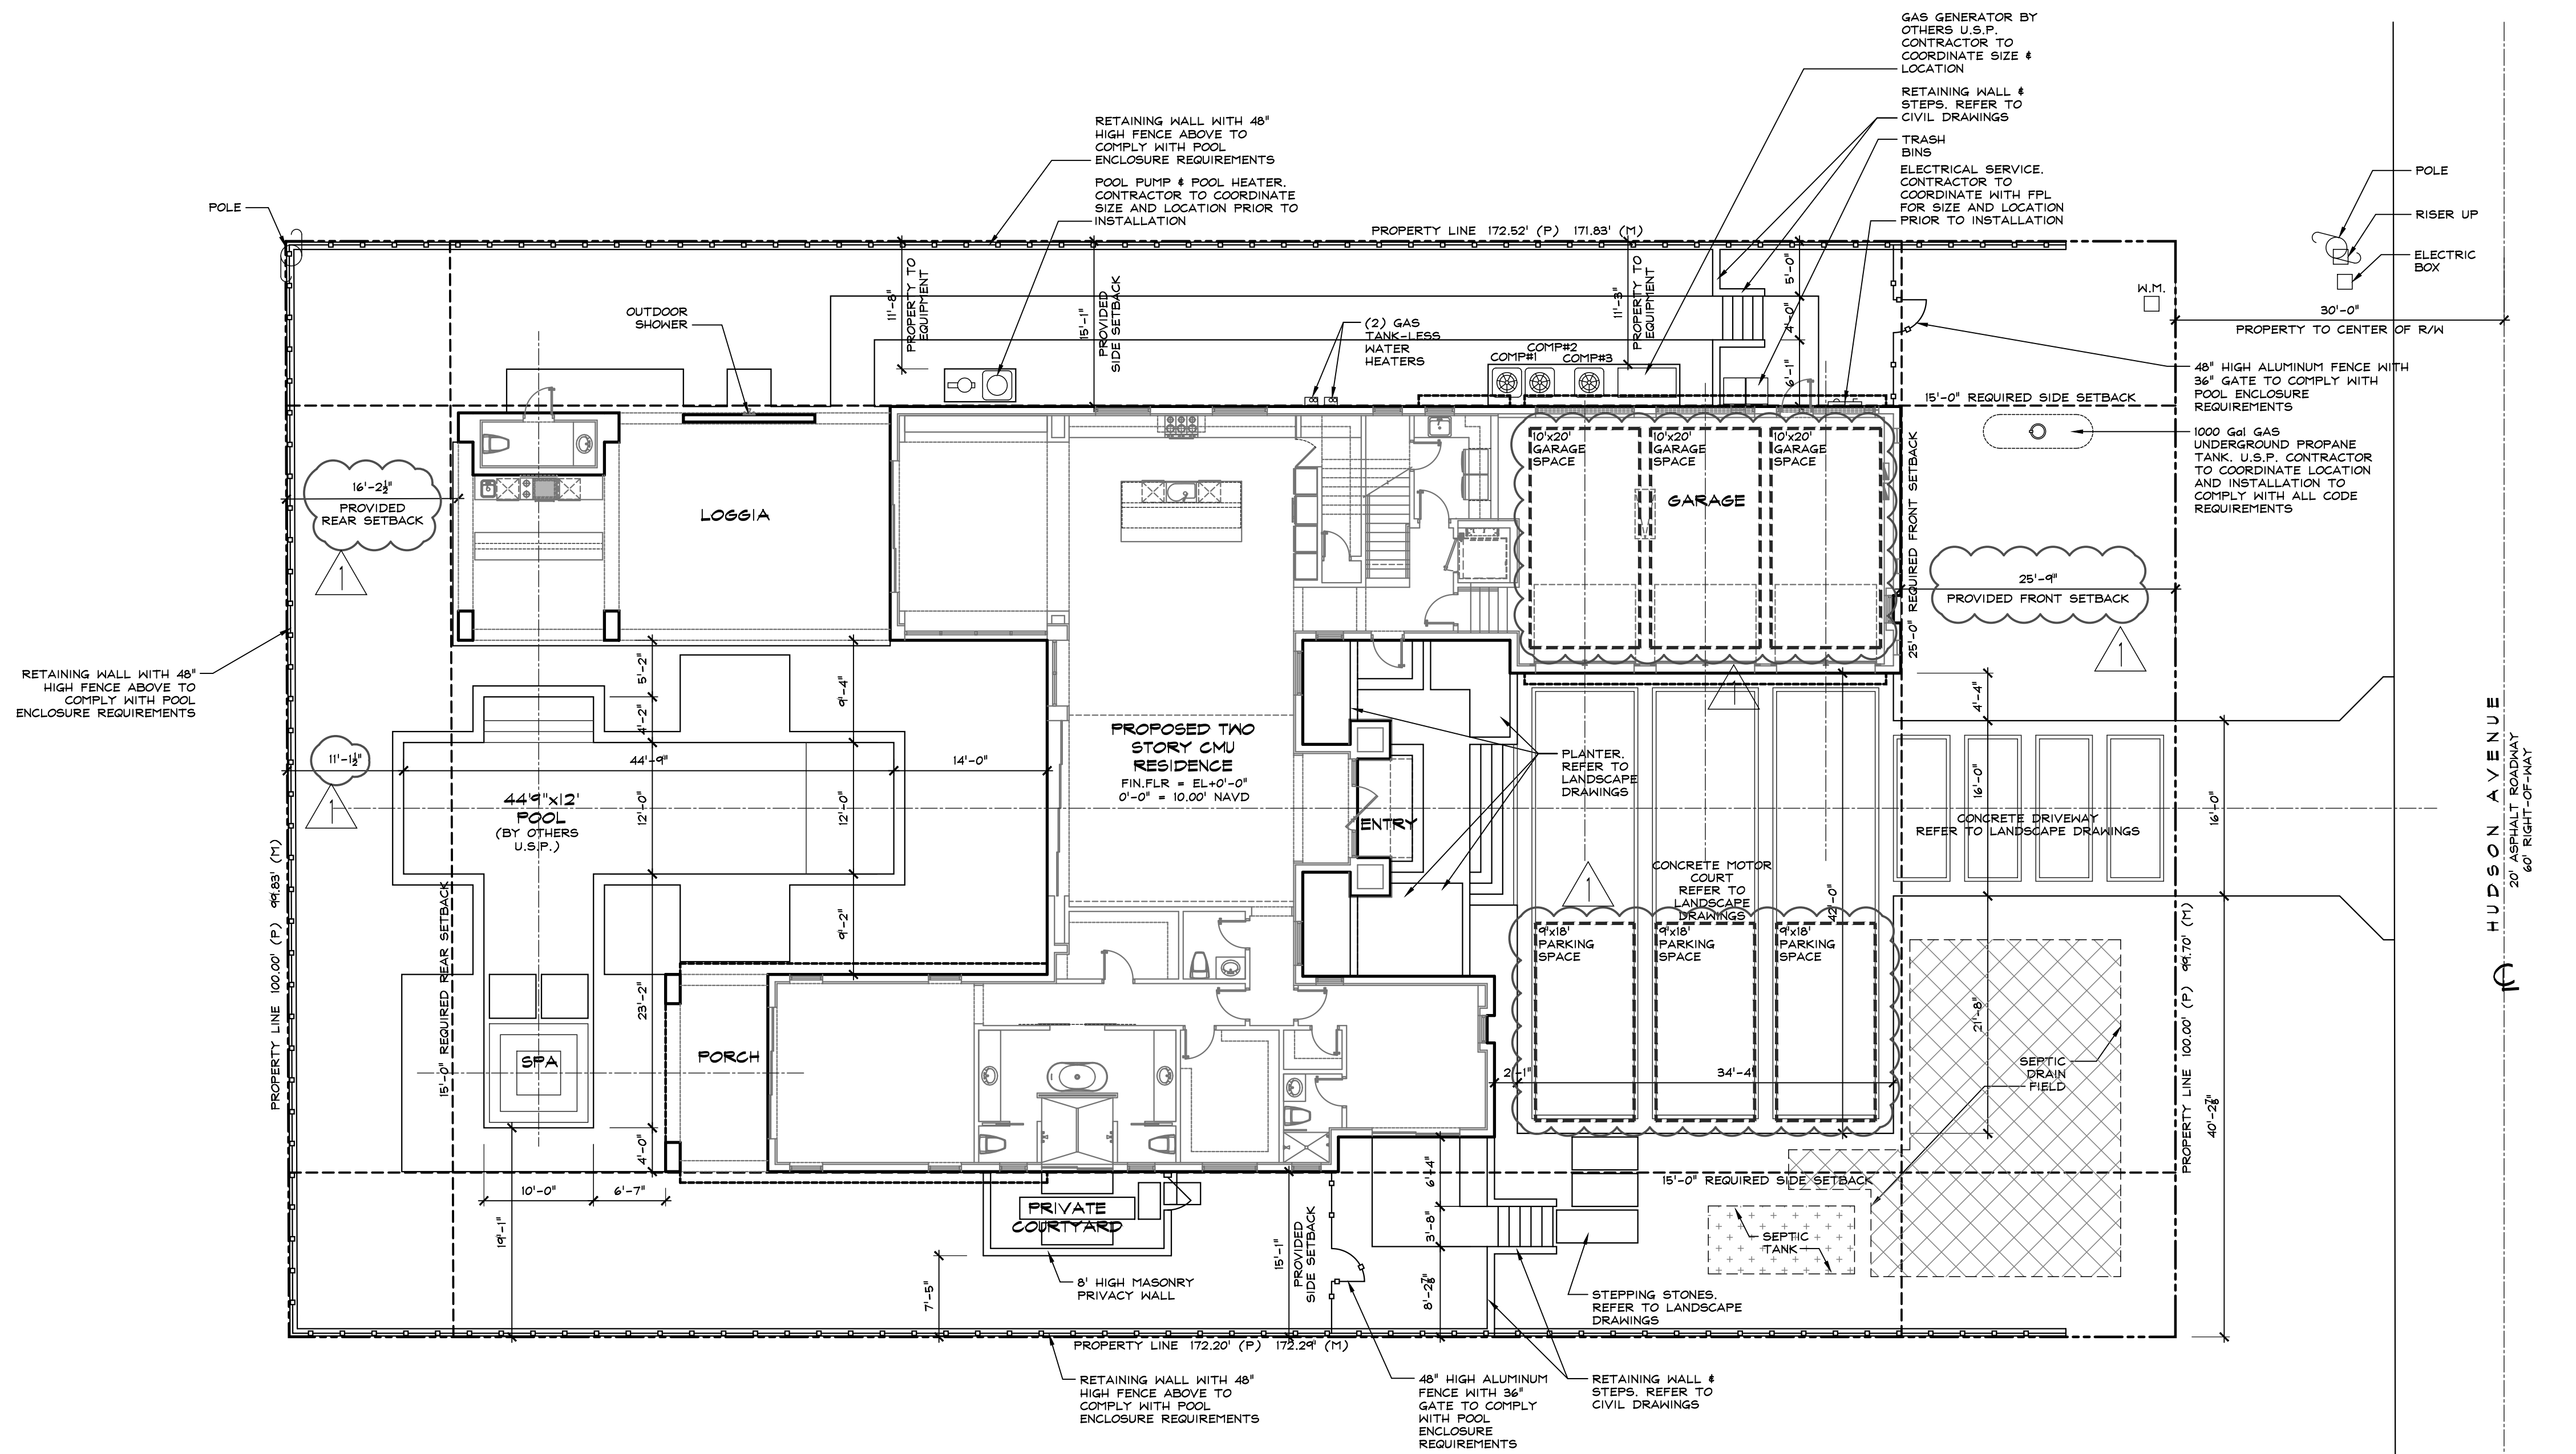 GAS GENERATOR BY
OTHERS U.S.P.
CONTRACTOR TO
COORDINATE SIZE &
LOCATION
RETAINING WALL &
STEPS. REFER TO
CIVIL DRAWINGS
TRASH
BINS
ELECTRICAL SERVICE.
CONTRACTOR TO
COORDINATE WITH FPL
FOR SIZE AND LOCATION
PRIOR TO INSTALLATION
RETAINING WALL WITH 48"
HIGH FENCE ABOVE TO
COMPLY WITH POOL
ENCLOSURE REQUIREMENTS
POOL PUMP & POOL HEATER.
CONTRACTOR TO COORDINATE
SIZE AND LOCATION PRIOR TO
INSTALLATION
POLE
POLE
RISER UP
ELECTRIC
BOX
W.M.
30'-0"
PROPERTY TO CENTER OF R/W
PROPERTY LINE 172.52' (P) 171.83' (M)
11'-8"
PROPERTY TO
EQUIPMENT
15'-1"
PROVIDED
SIDE SETBACK
11'-3"
PROPERTY TO
EQUIPMENT
5'-0"
4'-0"
6'-1"
OUTDOOR
SHOWER
(2) GAS
TANK-LESS
WATER
HEATERS
COMP#1
COMP#2
COMP#3
48" HIGH ALUMINUM FENCE WITH
36" GATE TO COMPLY WITH
POOL ENCLOSURE
REQUIREMENTS
15'-0" REQUIRED SIDE SETBACK
1000 Gal GAS
UNDERGROUND PROPANE
TANK. U.S.P. CONTRACTOR
TO COORDINATE LOCATION
AND INSTALLATION TO
COMPLY WITH ALL CODE
REQUIREMENTS
16'-2½"
PROVIDED
REAR SETBACK
1
LOGGIA
10'x20'
GARAGE
SPACE
10'x20'
GARAGE
SPACE
10'x20'
GARAGE
SPACE
GARAGE
25'-0" REQUIRED FRONT SETBACK
25'-9"
PROVIDED FRONT SETBACK
1
1
RETAINING WALL WITH 48"
HIGH FENCE ABOVE TO
COMPLY WITH POOL
ENCLOSURE REQUIREMENTS
5'-2"
4'-2"
9'-4"
11'-1½"
1
44'-9"
14'-0"
44'9"x12'
POOL
(BY OTHERS
U.S.P.)
12'-0"
12'-0"
9'-2"
23'-2"
4'-0"
PROPOSED TWO
STORY CMU
RESIDENCE
FIN.FLR = EL+0'-0"
0'-0" = 10.00' NAVD
ENTRY
PLANTER.
REFER TO
LANDSCAPE
DRAWINGS
4'-4"
16'-0"
16'-0"
CONCRETE DRIVEWAY
REFER TO LANDSCAPE DRAWINGS
CONCRETE MOTOR
COURT
REFER TO
LANDSCAPE
DRAWINGS
1
42'-0"
9'x18'
PARKING
SPACE
9'x18'
PARKING
SPACE
9'x18'
PARKING
SPACE
21'-8"
2'-1"
34'-4"
SEPTIC
DRAIN
FIELD
40'-2⅞"
HUDSON AVENUE
20' ASPHALT ROADWAY
60' RIGHT-OF-WAY
PROPERTY LINE 100.00' (P) 99.83' (M)
15'-0" REQUIRED REAR SETBACK
PROPERTY LINE 100.00' (P) 99.70' (M)
SPA
PORCH
10'-0"
6'-7"
19'-1"
PRIVATE
COURTYARD
7'-5"
8' HIGH MASONRY
PRIVACY WALL
15'-1"
PROVIDED
SIDE SETBACK
6'-4"
3'-8"
8'-2⅞"
15'-0" REQUIRED SIDE SETBACK
SEPTIC
TANK
STEPPING STONES.
REFER TO LANDSCAPE
DRAWINGS
PROPERTY LINE 172.20' (P) 172.29' (M)
RETAINING WALL WITH 48"
HIGH FENCE ABOVE TO
COMPLY WITH POOL
ENCLOSURE REQUIREMENTS
48" HIGH ALUMINUM
FENCE WITH 36"
GATE TO COMPLY
WITH POOL
ENCLOSURE
REQUIREMENTS
RETAINING WALL &
STEPS. REFER TO
CIVIL DRAWINGS